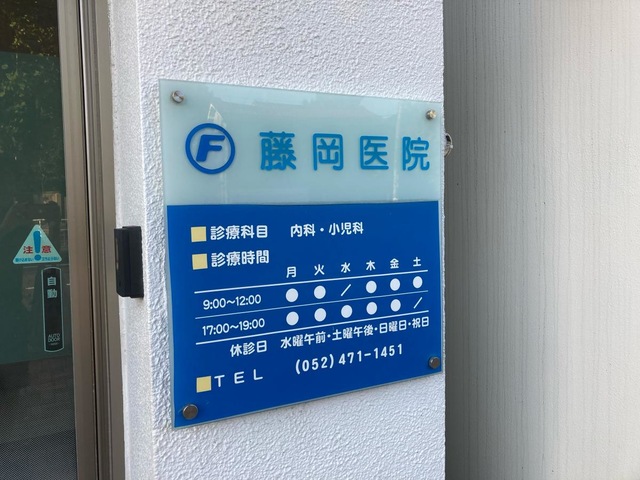 F 藤岡医院
診療科目 内科・小児科
診療時間
月 火 水 木 金 土
9:00〜12:00 ● ● ／ ● ● ●
17:00〜19:00 ● ● ● ● ● ／
休診日 水曜午前・土曜午後・日曜日・祝日
TEL (052)471-1451
注意
自動
AUTO DOOR